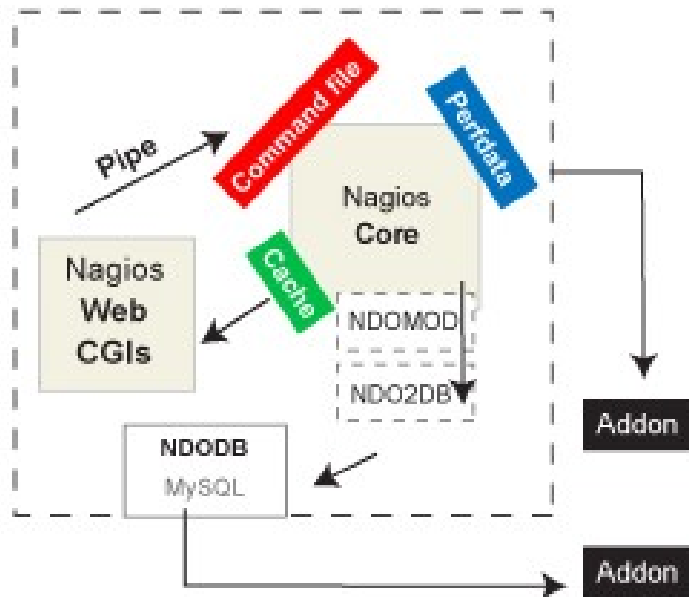 Command file
Perfdata
Pipe
Nagios
Core
Cache
Nagios
Web
CGIs
NDOMOD
NDO2DB
NDODB
MySQL
Addon
Addon